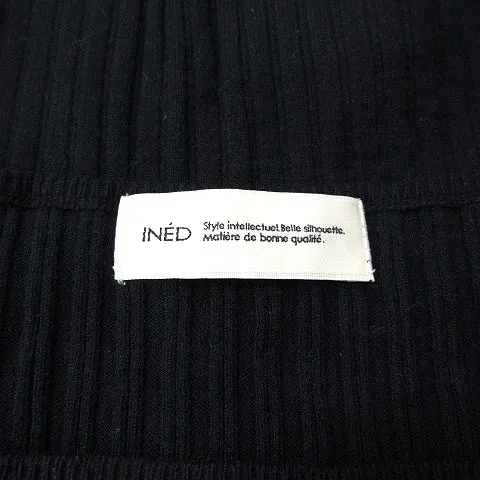 INÉD
Style intellectuel.Belle silhouette.
Matière de bonne qualité.